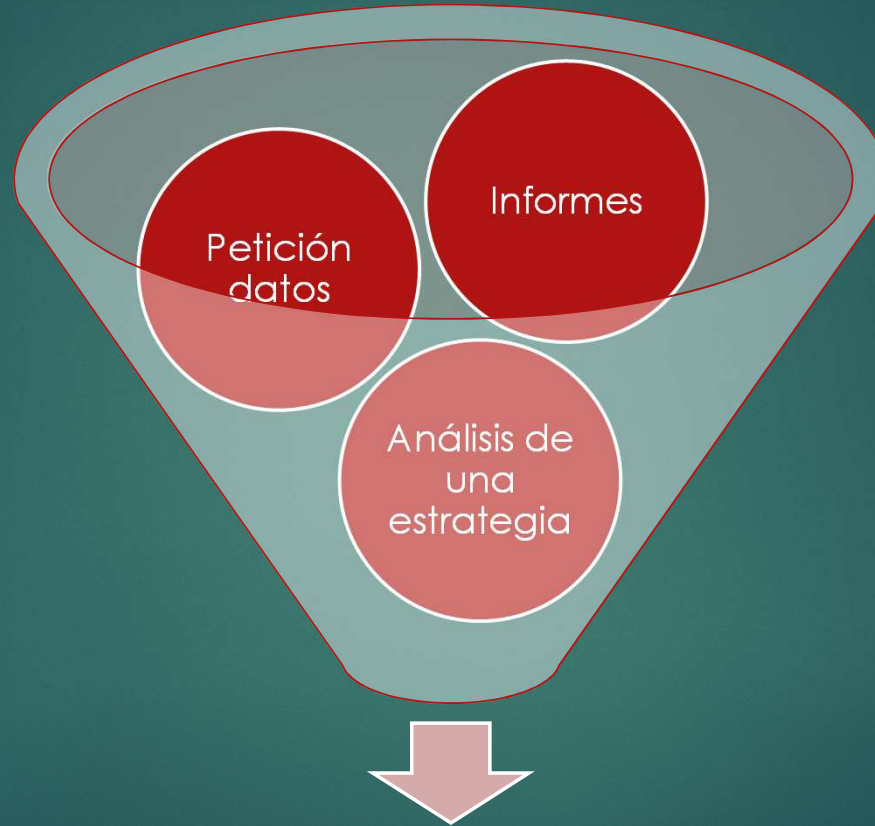 Petición
datos
Informes
Análisis de
una
estrategia